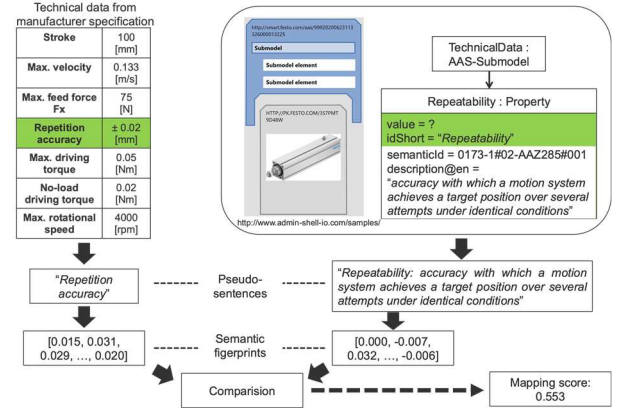 Technical data from
manufacturer specification
Stroke
100
[mm]
Max. velocity
0.133
[m/s]
Max. feed force
Fx
75
[N]
Repetition
accuracy
± 0.02
[mm]
Max. driving
torque
0.05
[Nm]
No-load
driving torque
0.02
[Nm]
Max. rotational
speed
4000
[rpm]
Submodel
Submodel element
Submodel element
HTTP://PK.FESTO.COM/3S7PMT
9D4BW
http://www.admin-shell-io.com/samples/
TechnicalData :
AAS-Submodel
Repeatability : Property
value = ?
idShort = “Repeatability”
semanticId = 0173-1#02-AAZ285#001
description@en =
“accuracy with which a motion system
achieves a target position over several
attempts under identical conditions”
“Repetition
accuracy”
Pseudo-
sentences
“Repeatability: accuracy with which a motion
system achieves a target position over several
attempts under identical conditions”
[0.015, 0.031,
0.029, …, 0.020]
Semantic
figerprints
[0.000, -0.007,
0.032, …, -0.006]
Comparision
Mapping score:
0.553